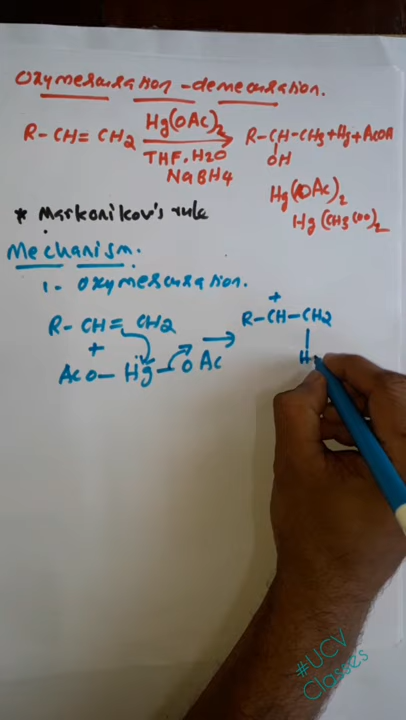 Oxymercuration-demercuration.
R-CH=CH2 Hg(OAc)2 R-CH-CH3+Hg+AcOH
THF, H2O OH
NaBH4
Hg(OAc)2
* Markonikov's rule
Hg(CH3COO)2
Mechanism.
1- Oxymercuration.
R-CH=CH2 R-CH-CH2
+ +
AcO-Hg-OAc H
#UCV
Classes